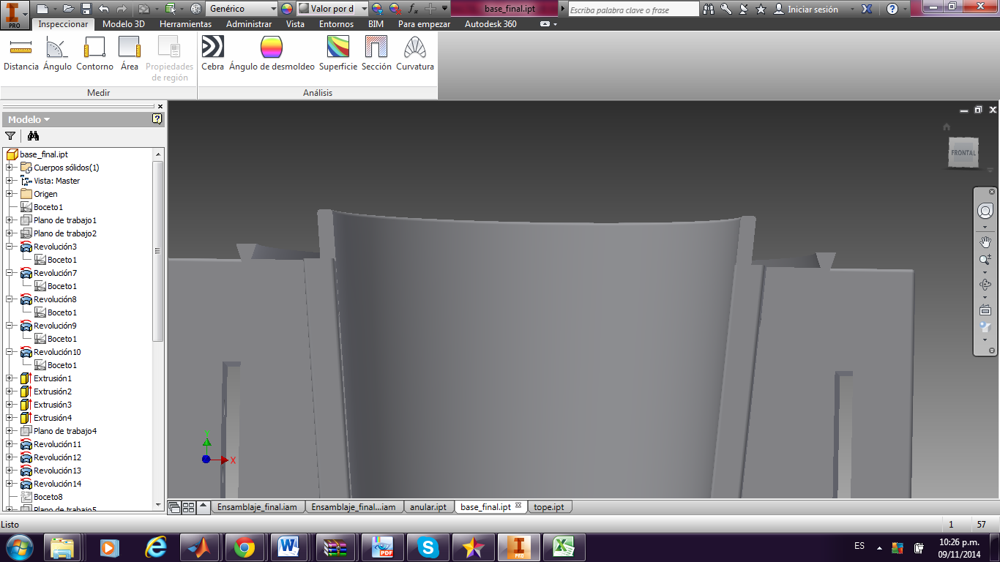 Genérico
Valor por d
base_final.ipt
Escriba palabra clave o frase
Iniciar sesión
PRO
Inspeccionar
Modelo 3D
Herramientas
Administrar
Vista
Entornos
BIM
Para empezar
Autodesk 360
Distancia
Ángulo
Contorno
Área
Propiedades
de región
Cebra
Ángulo de desmoldeo
Superficie
Sección
Curvatura
Medir
Análisis
Modelo
base_final.ipt
Cuerpos sólidos(1)
Vista: Master
Origen
Boceto1
Plano de trabajo1
Plano de trabajo2
Revolución3
Boceto1
Revolución7
Boceto1
Revolución8
Boceto1
Revolución9
Boceto1
Revolución10
Boceto1
Extrusión1
Extrusión2
Extrusión3
Extrusión4
Plano de trabajo4
Revolución11
Revolución12
Revolución13
Revolución14
Boceto8
Plano de trabajo5
FRONTAL
Y
X
Ensamblaje_final.iam
Ensamblaje_final...iam
anular.ipt
base_final.ipt
tope.ipt
Listo
1
57
PDF
PRO
ES
10:26 p.m.
09/11/2014